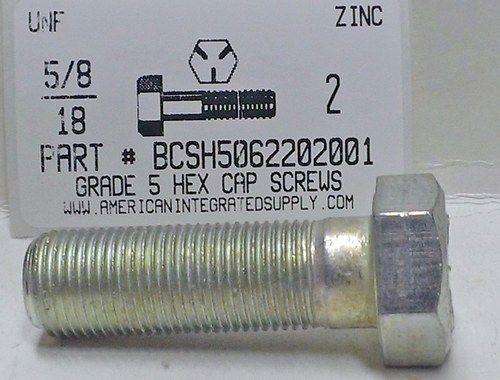 UNF ZINC
5/8
18
2
PART # BCSH5062202001
GRADE 5 HEX CAP SCREWS
WWW.AMERICANINTEGRATEDSUPPLY.COM